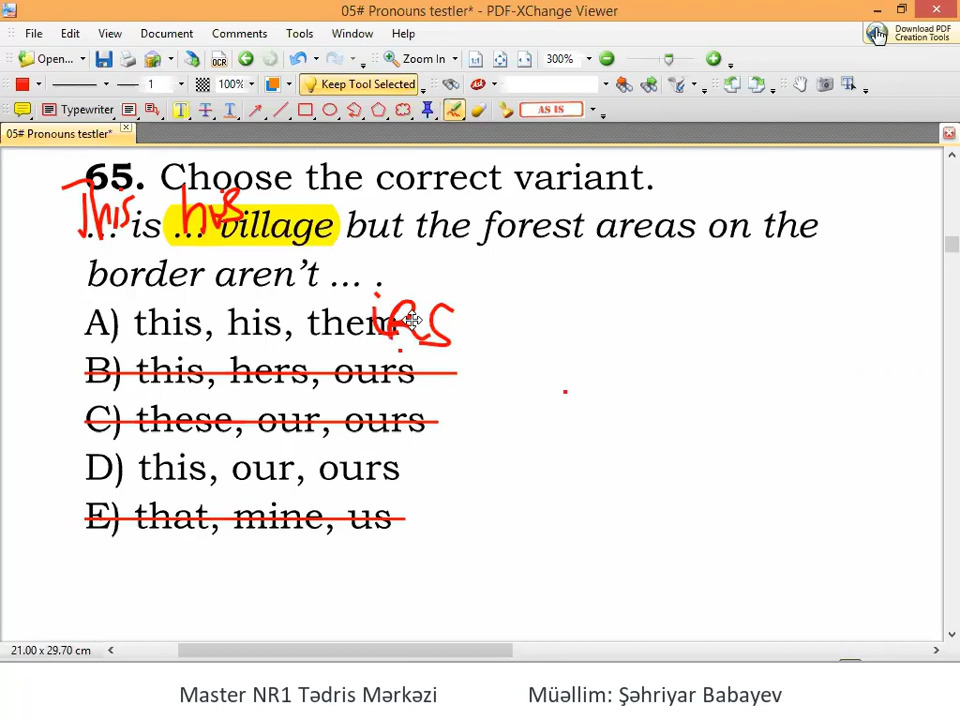 05# Pronouns testler* - PDF-XChange Viewer
File Edit View Document Comments Tools Window Help
Download PDF
Creation Tools
Open... OCR Zoom In 300%
1 100% Keep Tool Selected
Typewriter AS IS
05# Pronouns testler*
65. Choose the correct variant.
This his
... is ... village but the forest areas on the
border aren't ... .
A) this, his, them
B) this, hers, ours
C) these, our, ours
D) this, our, ours
E) that, mine, us
21.00 x 29.70 cm
Master NR1 Tədris Mərkəzi Müəllim: Şəhriyar Babayev